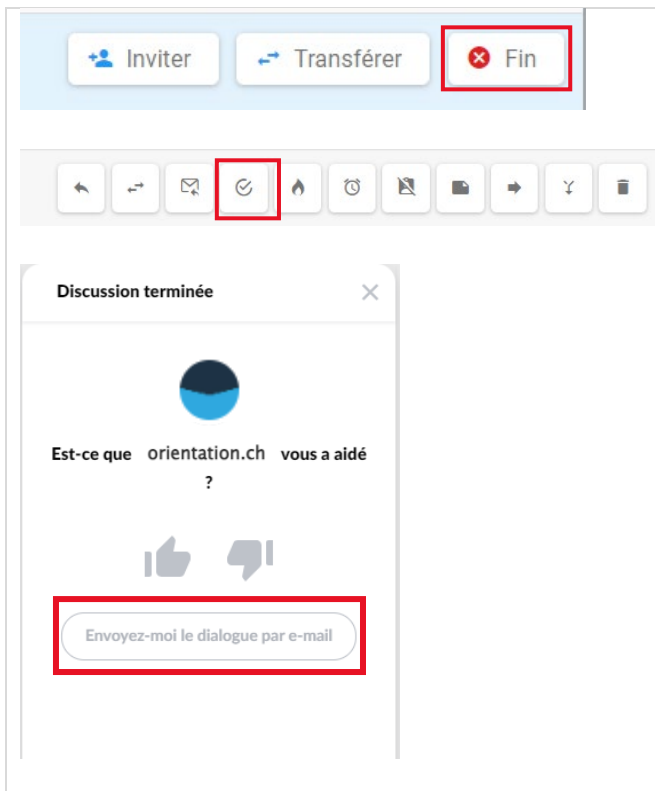 Inviter Transférer Fin
Discussion terminée
Est-ce que orientation.ch vous a aidé
?
Envoyez-moi le dialogue par e-mail